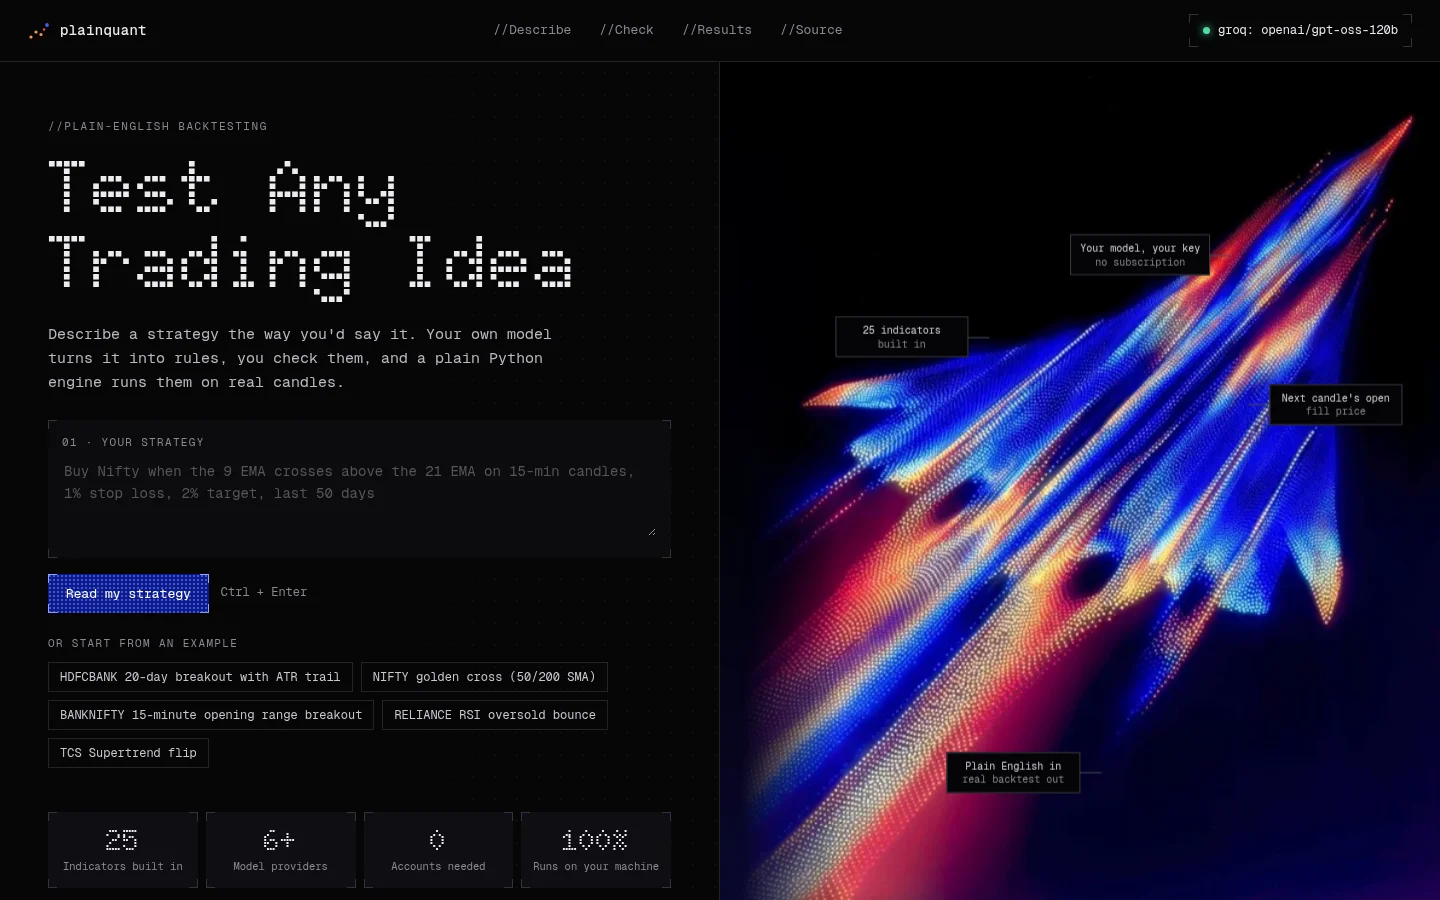 plainquant
//Describe
//Check
//Results
//Source
groq: openai/gpt-oss-120b
//PLAIN-ENGLISH BACKTESTING
Test Any
Trading Idea
Describe a strategy the way you'd say it. Your own model
turns it into rules, you check them, and a plain Python
engine runs them on real candles.
01 · YOUR STRATEGY
Buy Nifty when the 9 EMA crosses above the 21 EMA on 15-min candles,
1% stop loss, 2% target, last 50 days
Read my strategy
Ctrl + Enter
OR START FROM AN EXAMPLE
HDFCBANK 20-day breakout with ATR trail
NIFTY golden cross (50/200 SMA)
BANKNIFTY 15-minute opening range breakout
RELIANCE RSI oversold bounce
TCS Supertrend flip
25
Indicators built in
6+
Model providers
0
Accounts needed
100%
Runs on your machine
Your model, your key
no subscription
25 indicators
built in
Next candle's open
fill price
Plain English in
real backtest out